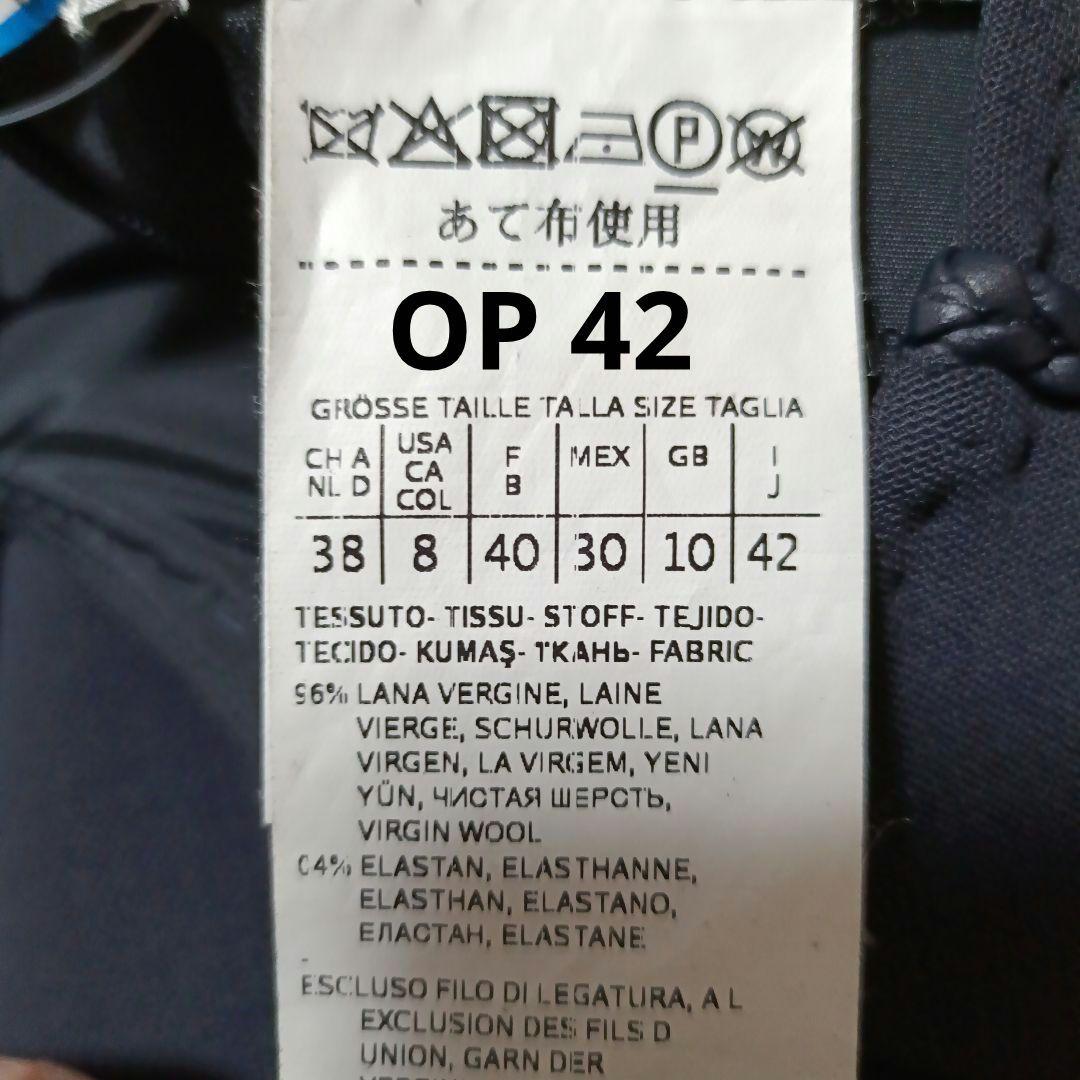 P W
あて布使用
OP 42
GRÖSSE TAILLE TALLA SIZE TAGLIA
CH A NL D
USA CA COL
F B
MEX
GB
I J
38 8 40 30 10 42
TESSUTO- TISSU- STOFF- TEJIDO-
TECIDO- KUMAŞ- ТКАНЬ- FABRIC
96% LANA VERGINE, LAINE
VIERGE, SCHURWOLLE, LANA
VIRGEN, LA VIRGEM, YENI
YÜN, ЧИСТАЯ ШЕРСТЬ,
VIRGIN WOOL
04% ELASTAN, ELASTHANNE,
ELASTHAN, ELASTANO,
ЕЛАСТАН, ELASTANE
ESCLUSO FILO DI LEGATURA, A L
EXCLUSION DES FILS D
UNION, GARN DER